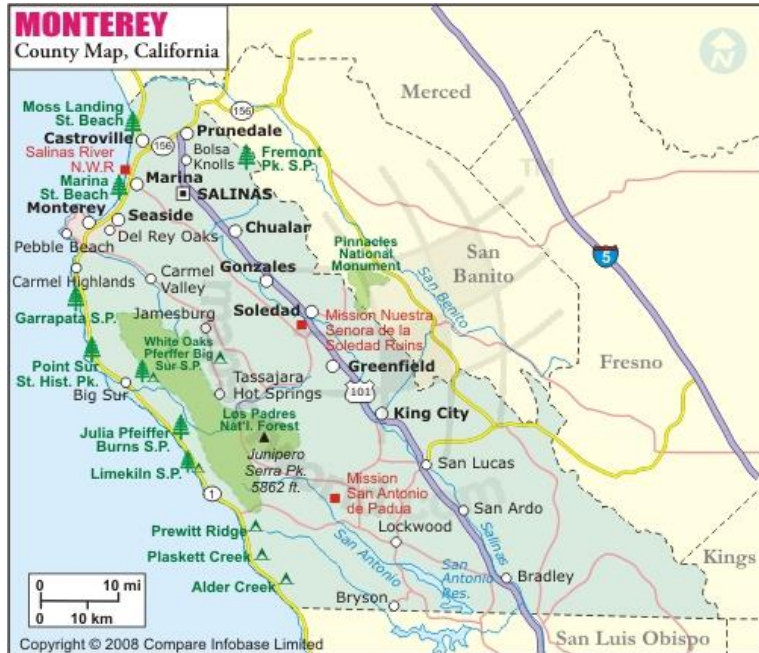 MONTEREY
County Map, California
N
Merced
Moss Landing
St. Beach
156
Castroville
156
Prunedale
Salinas River
N.W.R
Bolsa
Knolls
Fremont
Pk. S.P.
Marina
St. Beach
Marina
SALINAS
TM
Monterey
Seaside
Del Rey Oaks
Chualar
Pebble Beach
Pinnacles
National
Monument
San
Banito
5
Carmel Highlands
Carmel
Valley
Gonzales
San Benito
Garrapata S.P.
Jamesburg
Soledad
Mission Nuestra
Senora de la
Soledad Ruins
White Oaks
Pferffer Big
Sur S.P.
Point Sur
St. Hist. Pk.
Greenfield
Fresno
Big Sur
Tassajara
Hot Springs
101
King City
Los Padres
Nat'l. Forest
Julia Pfeiffer
Burns S.P.
Junipero
Serra Pk.
5862 ft.
San Lucas
Limekiln S.P.
Mission
San Antonio
de Padua
1
San Ardo
Prewitt Ridge
Lockwood
Salinas
Plaskett Creek
San Antonio
Kings
Alder Creek
San
Antonio
Res.
Bradley
Bryson
0 10 mi
0 10 km
San Luis Obispo
Copyright © 2008 Compare Infobase Limited